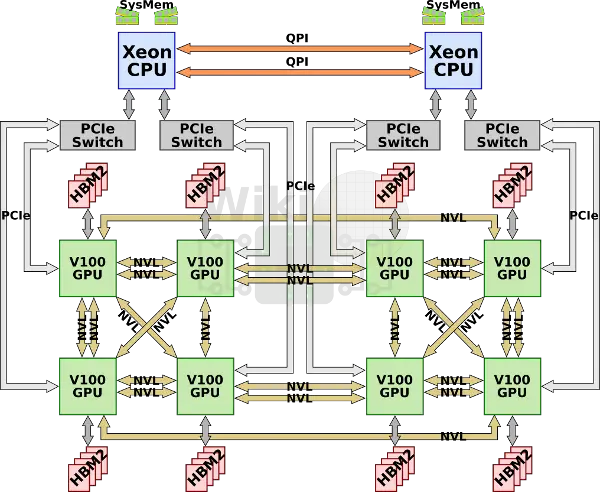 SysMem
SysMem
Xeon
CPU
QPI
QPI
Xeon
CPU
PCIe
Switch
PCIe
Switch
PCIe
Switch
PCIe
Switch
HBM2
HBM2
HBM2
HBM2
PCIe
PCIe
PCIe
Wiki
NVL
V100
GPU
NVL
NVL
V100
GPU
NVL
NVL
V100
GPU
NVL
NVL
V100
GPU
NVL
NVL
NVL
NVL
NVL
NVL
NVL
NVL
NVL
NVL
V100
GPU
NVL
NVL
V100
GPU
NVL
NVL
V100
GPU
NVL
NVL
V100
GPU
NVL
HBM2
HBM2
HBM2
HBM2